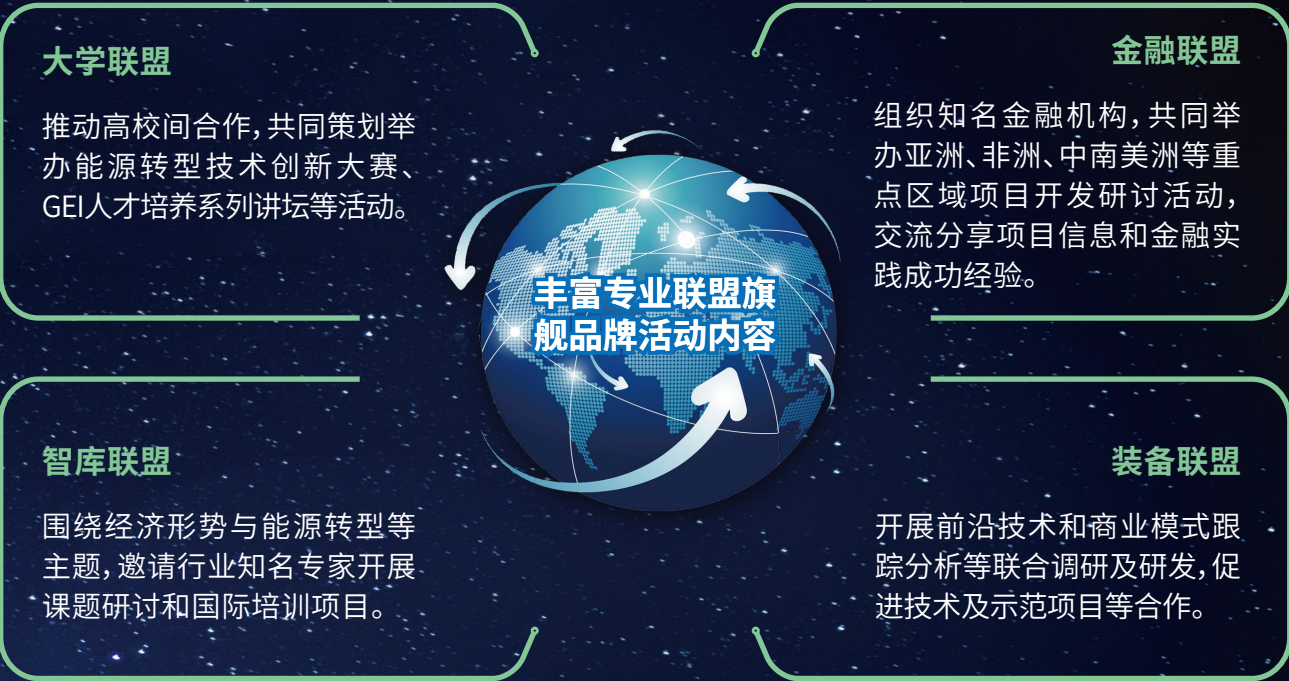 大学联盟
推动高校间合作，共同策划举
办能源转型技术创新大赛、
GEI人才培养系列讲坛等活动。
金融联盟
组织知名金融机构，共同举
办亚洲、非洲、中南美洲等重
点区域项目开发研讨活动，
交流分享项目信息和金融实
践成功经验。
丰富专业联盟旗
舰品牌活动内容
智库联盟
围绕经济形势与能源转型等
主题，邀请行业知名专家开展
课题研讨和国际培训项目。
装备联盟
开展前沿技术和商业模式跟
踪分析等联合调研及研发，促
进技术及示范项目等合作。